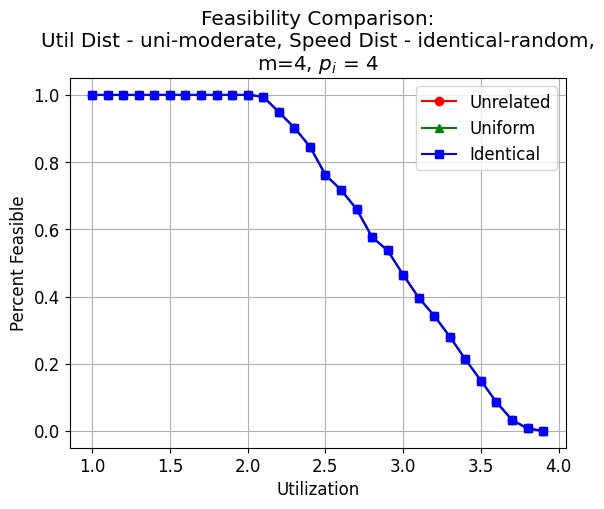 Feasibility Comparison:
Util Dist - uni-moderate, Speed Dist - identical-random,
m=4, pᵢ = 4
Unrelated
Uniform
Identical
Percent Feasible
1.0
0.8
0.6
0.4
0.2
0.0
1.0 1.5 2.0 2.5 3.0 3.5 4.0
Utilization